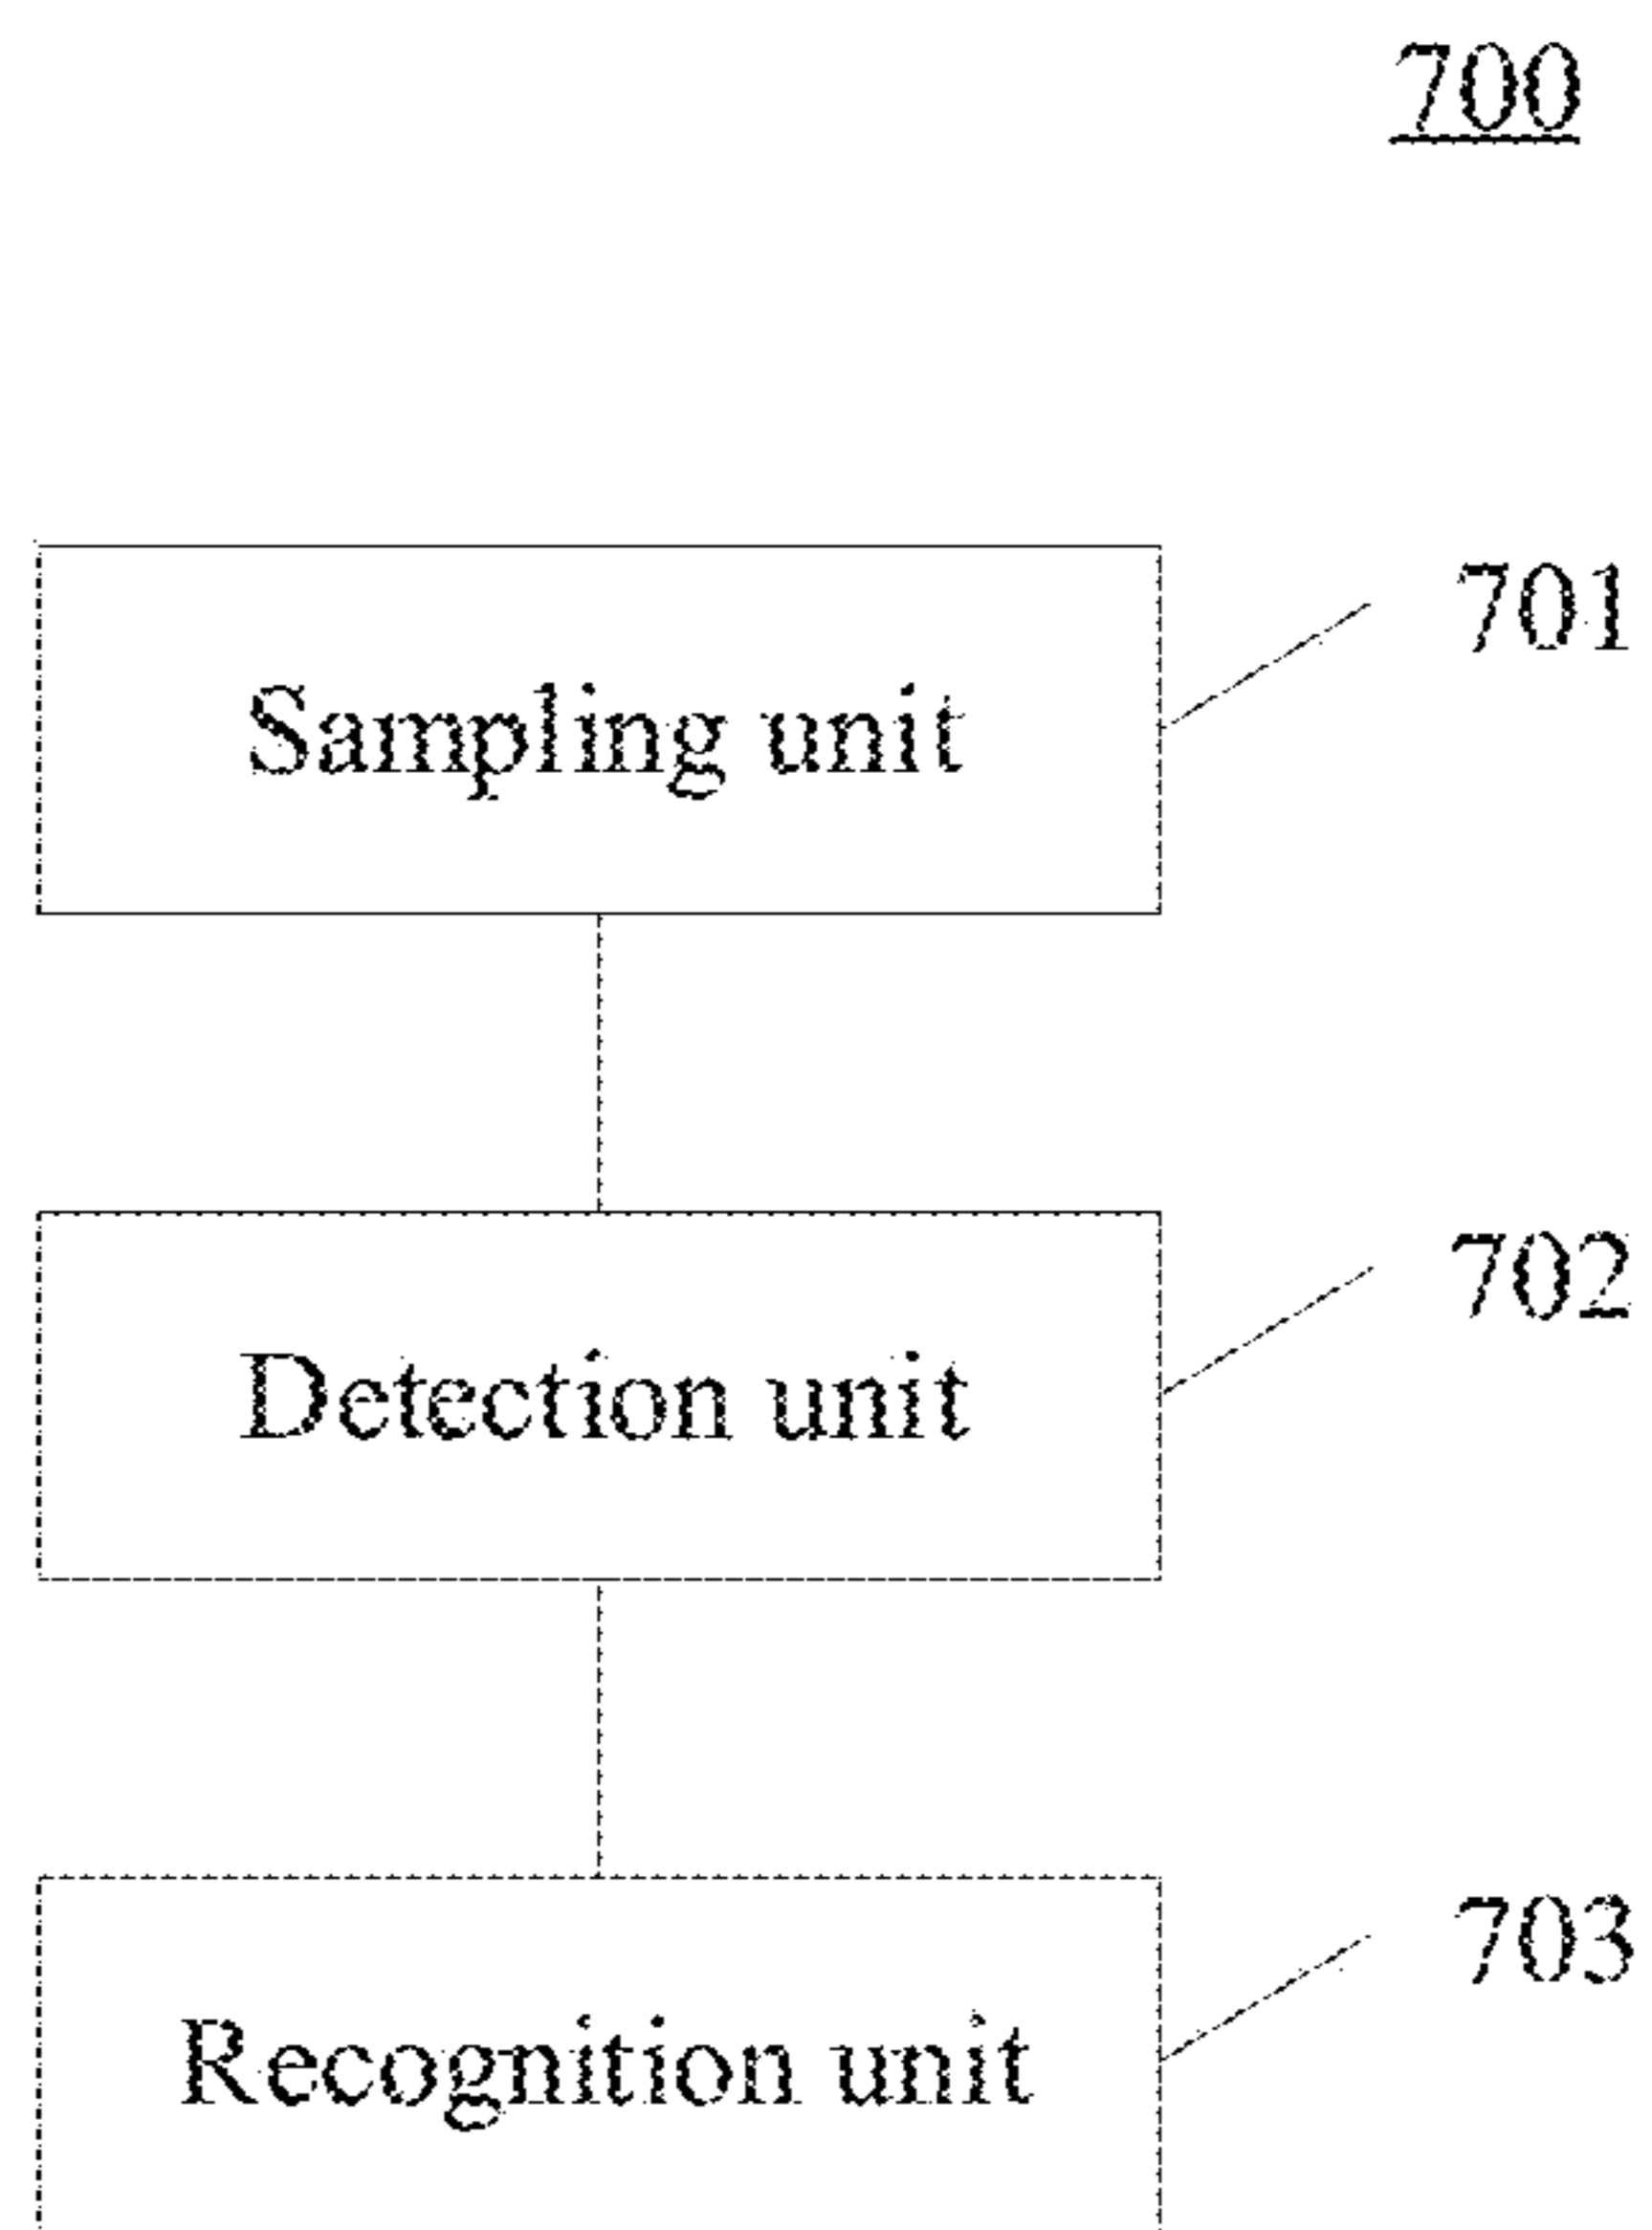 700
701
Sampling unit
702
Detection unit
703
Recognition unit